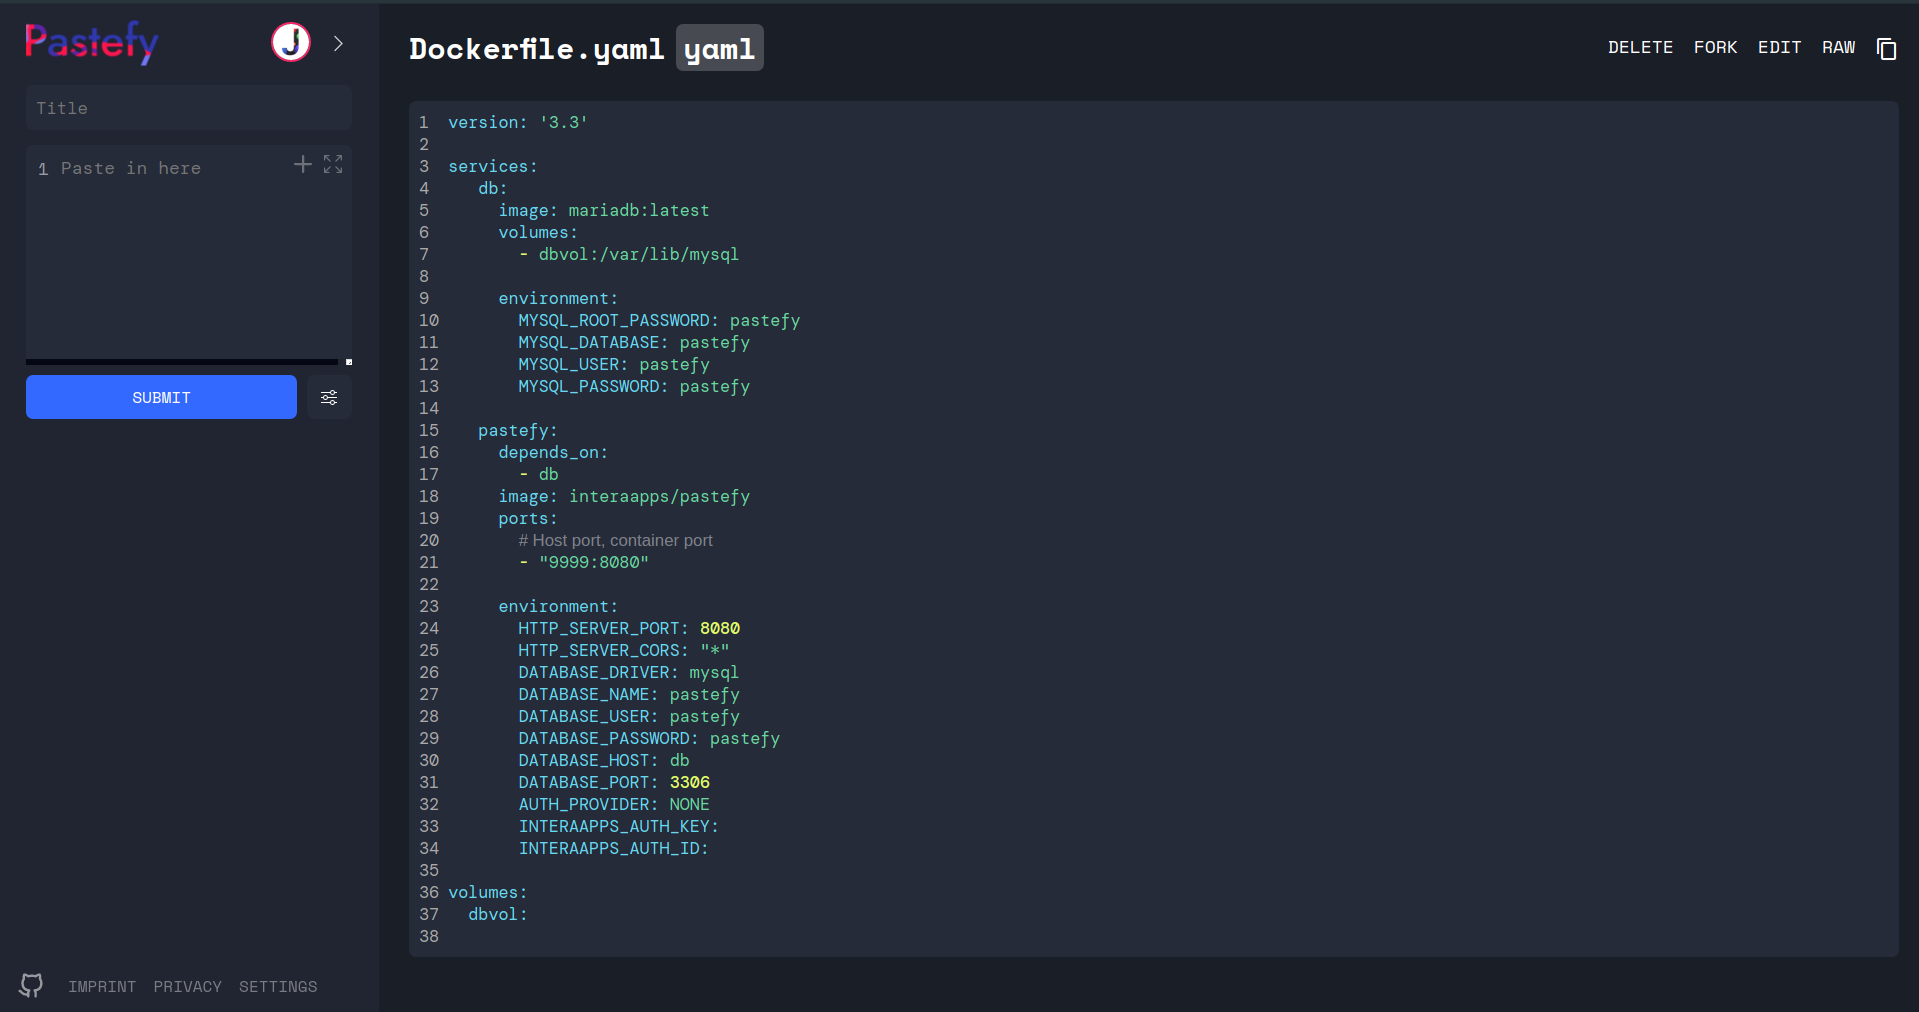 Pastefy
J
Title
1 Paste in here
SUBMIT
IMPRINT PRIVACY SETTINGS
Dockerfile.yaml yaml
DELETE FORK EDIT RAW
1 version: '3.3'
2
3 services:
4    db:
5      image: mariadb:latest
6      volumes:
7        - dbvol:/var/lib/mysql
8
9      environment:
10        MYSQL_ROOT_PASSWORD: pastefy
11        MYSQL_DATABASE: pastefy
12        MYSQL_USER: pastefy
13        MYSQL_PASSWORD: pastefy
14
15    pastefy:
16      depends_on:
17        - db
18      image: interaapps/pastefy
19      ports:
20        # Host port, container port
21        - "9999:8080"
22
23      environment:
24        HTTP_SERVER_PORT: 8080
25        HTTP_SERVER_CORS: "*"
26        DATABASE_DRIVER: mysql
27        DATABASE_NAME: pastefy
28        DATABASE_USER: pastefy
29        DATABASE_PASSWORD: pastefy
30        DATABASE_HOST: db
31        DATABASE_PORT: 3306
32        AUTH_PROVIDER: NONE
33        INTERAAPPS_AUTH_KEY:
34        INTERAAPPS_AUTH_ID:
35
36 volumes:
37   dbvol:
38